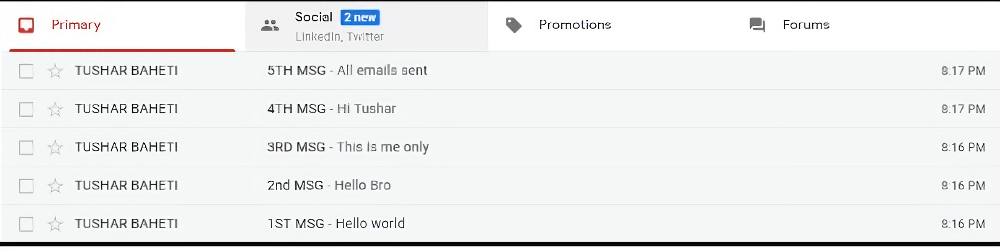 Primary
Social 2 new
LinkedIn, Twitter
Promotions
Forums
TUSHAR BAHETI 5TH MSG - All emails sent 8:17 PM
TUSHAR BAHETI 4TH MSG - Hi Tushar 8:17 PM
TUSHAR BAHETI 3RD MSG - This is me only 8:16 PM
TUSHAR BAHETI 2nd MSG - Hello Bro 8:16 PM
TUSHAR BAHETI 1ST MSG - Hello world 8:16 PM